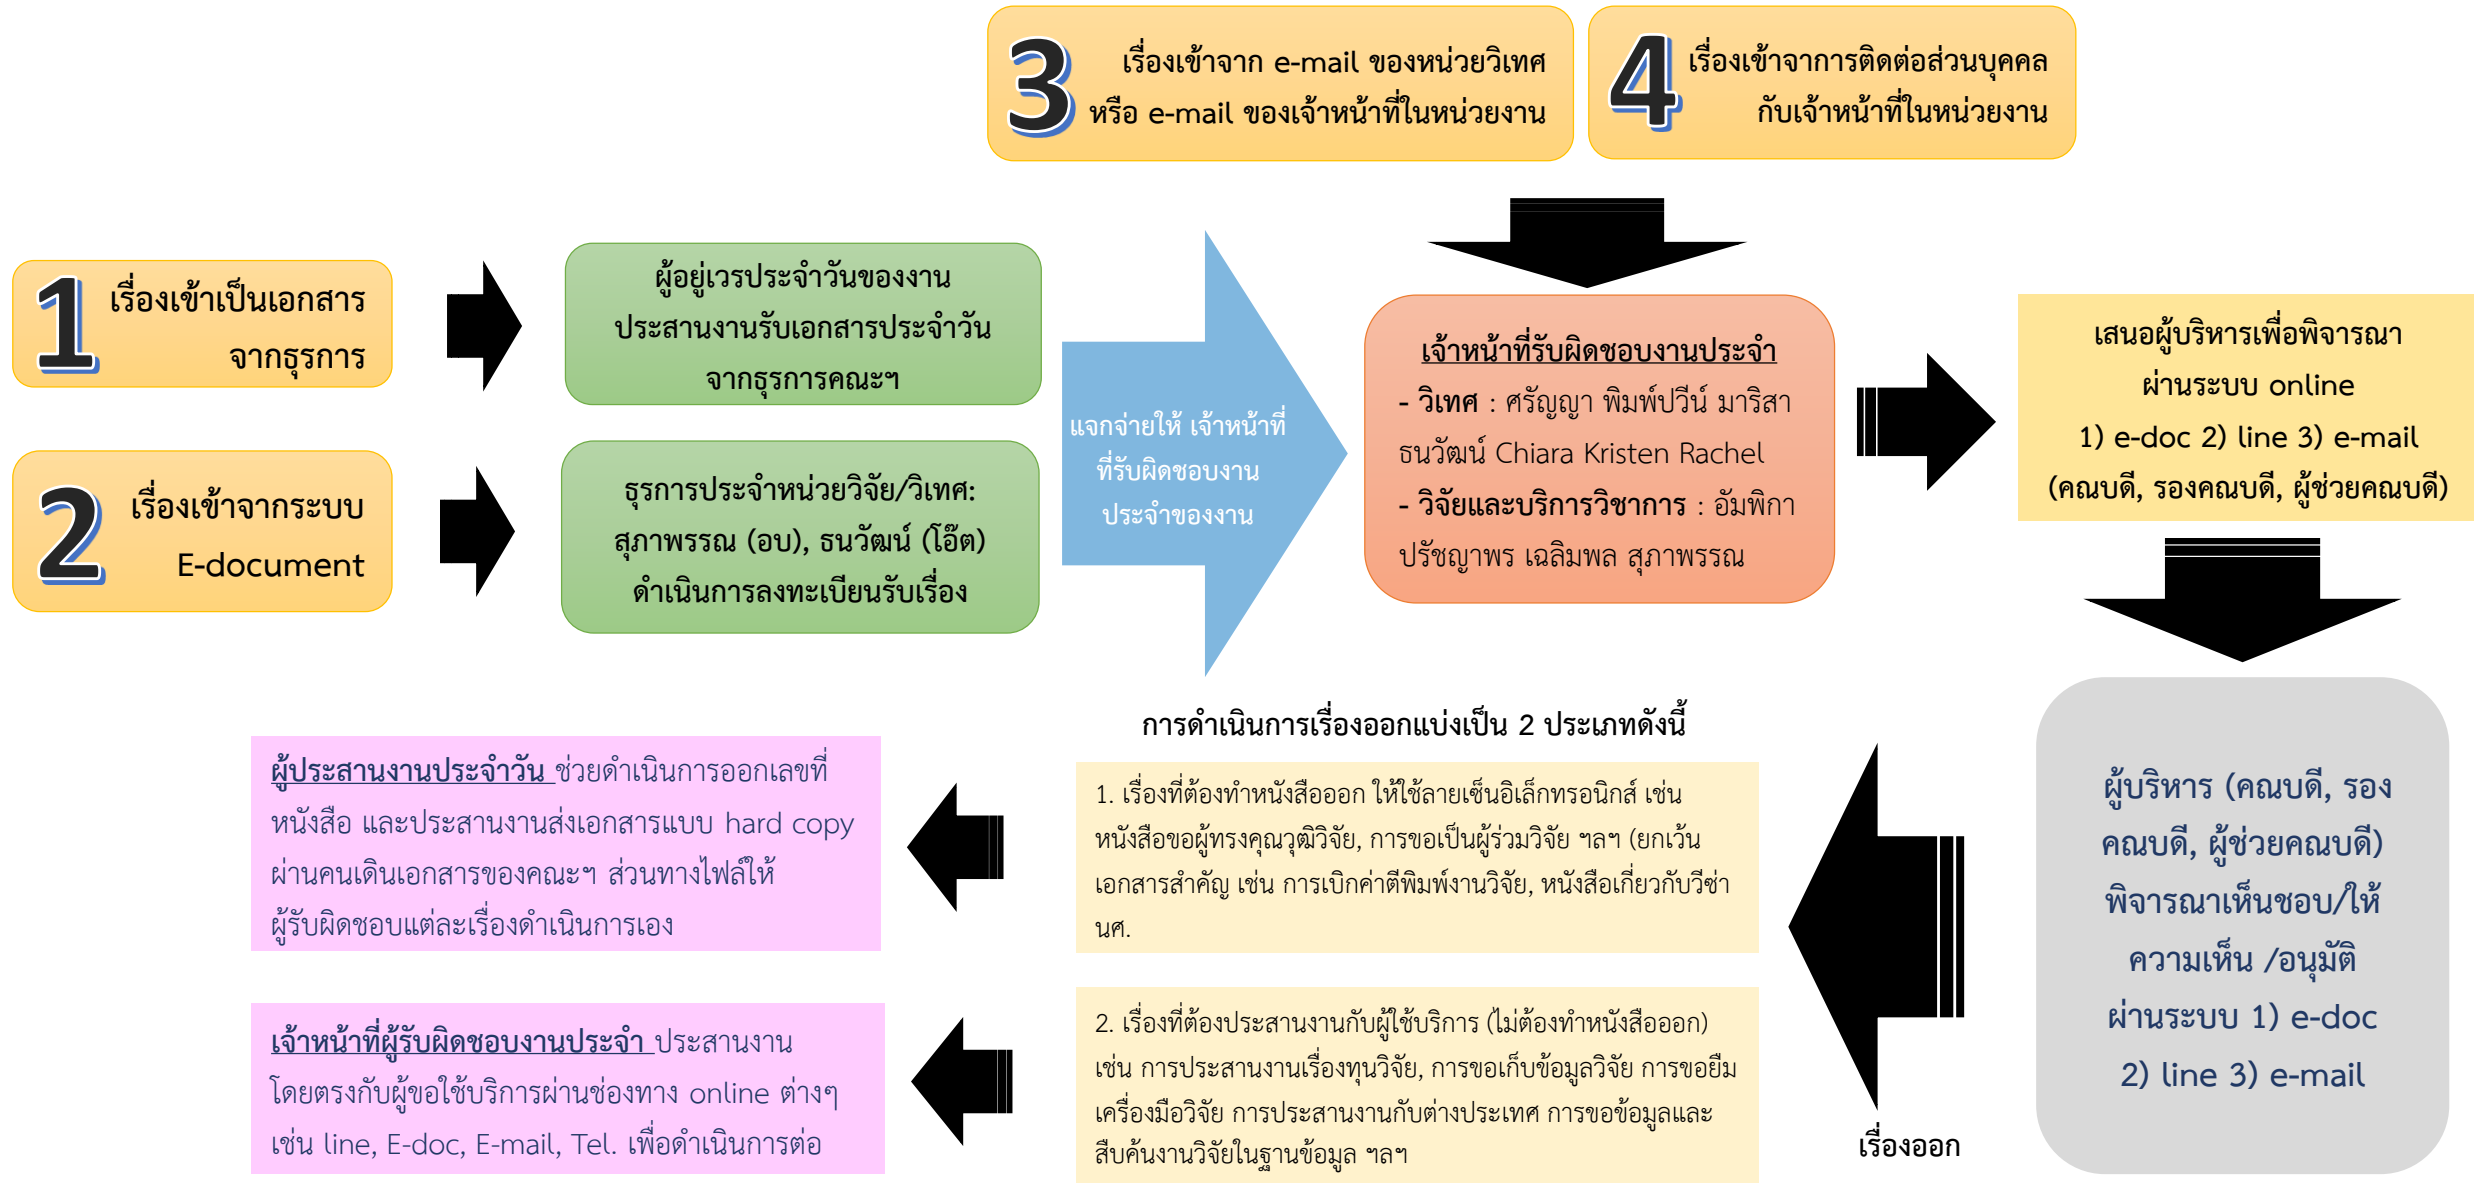 3
เรื่องเข้าจาก e-mail ของหน่วยวิเทศ
หรือ e-mail ของเจ้าหน้าที่ในหน่วยงาน
4
เรื่องเข้าจาการติดต่อส่วนบุคคล
กับเจ้าหน้าที่ในหน่วยงาน
1
เรื่องเข้าเป็นเอกสาร
จากธุรการ
ผู้อยู่เวรประจำวันของงาน
ประสานงานรับเอกสารประจำวัน
จากธุรการคณะฯ
2
เรื่องเข้าจากระบบ
E-document
ธุรการประจำหน่วยวิจัย/วิเทศ:
สุภาพรรณ (อบ), ธนวัฒน์ (โอ๊ต)
ดำเนินการลงทะเบียนรับเรื่อง
แจกจ่ายให้ เจ้าหน้าที่
ที่รับผิดชอบงาน
ประจำของงาน
เจ้าหน้าที่รับผิดชอบงานประจำ
- วิเทศ : ศรัญญา พิมพ์ปวีน์ มาริสา
ธนวัฒน์ Chiara Kristen Rachel
- วิจัยและบริการวิชาการ : อัมพิกา
ปรัชญาพร เฉลิมพล สุภาพรรณ
เสนอผู้บริหารเพื่อพิจารณา
ผ่านระบบ online
1) e-doc 2) line 3) e-mail
(คณบดี, รองคณบดี, ผู้ช่วยคณบดี)
ผู้บริหาร (คณบดี, รอง
คณบดี, ผู้ช่วยคณบดี)
พิจารณาเห็นชอบ/ให้
ความเห็น /อนุมัติ
ผ่านระบบ 1) e-doc
2) line 3) e-mail
เรื่องออก
การดำเนินการเรื่องออกแบ่งเป็น 2 ประเภทดังนี้
1. เรื่องที่ต้องทำหนังสือออก ให้ใช้ลายเซ็นอิเล็กทรอนิกส์ เช่น
หนังสือขอผู้ทรงคุณวุฒิวิจัย, การขอเป็นผู้ร่วมวิจัย ฯลฯ (ยกเว้น
เอกสารสำคัญ เช่น การเบิกค่าตีพิมพ์งานวิจัย, หนังสือเกี่ยวกับวีซ่า
นศ.
ผู้ประสานงานประจำวัน ช่วยดำเนินการออกเลขที่
หนังสือ และประสานงานส่งเอกสารแบบ hard copy
ผ่านคนเดินเอกสารของคณะฯ ส่วนทางไฟล์ให้
ผู้รับผิดชอบแต่ละเรื่องดำเนินการเอง
2. เรื่องที่ต้องประสานงานกับผู้ใช้บริการ (ไม่ต้องทำหนังสือออก)
เช่น การประสานงานเรื่องทุนวิจัย, การขอเก็บข้อมูลวิจัย การขอยืม
เครื่องมือวิจัย การประสานงานกับต่างประเทศ การขอข้อมูลและ
สืบค้นงานวิจัยในฐานข้อมูล ฯลฯ
เจ้าหน้าที่ผู้รับผิดชอบงานประจำ ประสานงาน
โดยตรงกับผู้ขอใช้บริการผ่านช่องทาง online ต่างๆ
เช่น line, E-doc, E-mail, Tel. เพื่อดำเนินการต่อ